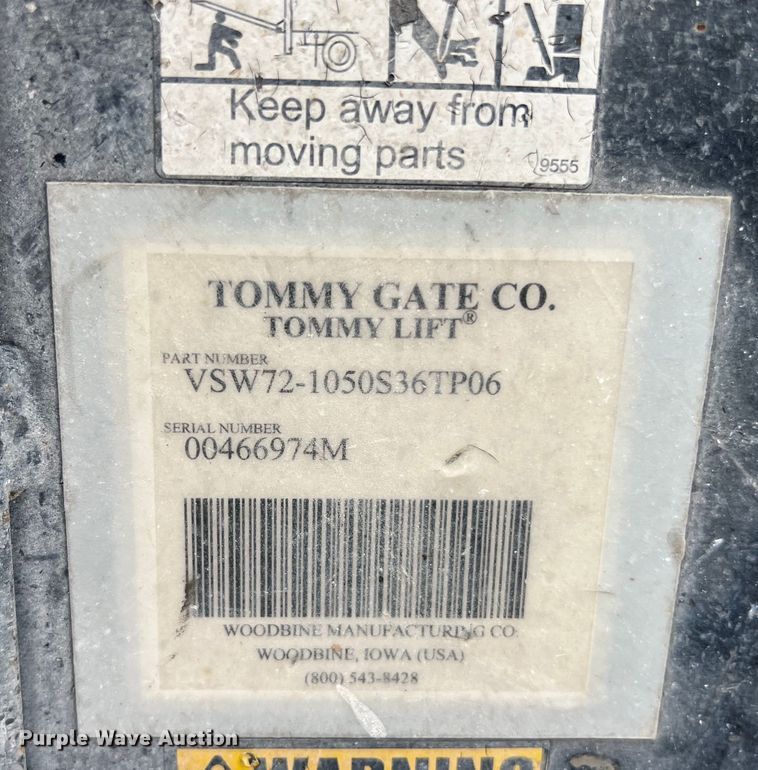 Keep away from
moving parts
9555
TOMMY GATE CO.
TOMMY LIFT®
PART NUMBER
VSW72-1050S36TP06
SERIAL NUMBER
00466974M
WOODBINE MANUFACTURING CO.
WOODBINE, IOWA (USA)
(800) 543-8428
Purple Wave Auction
WARNING